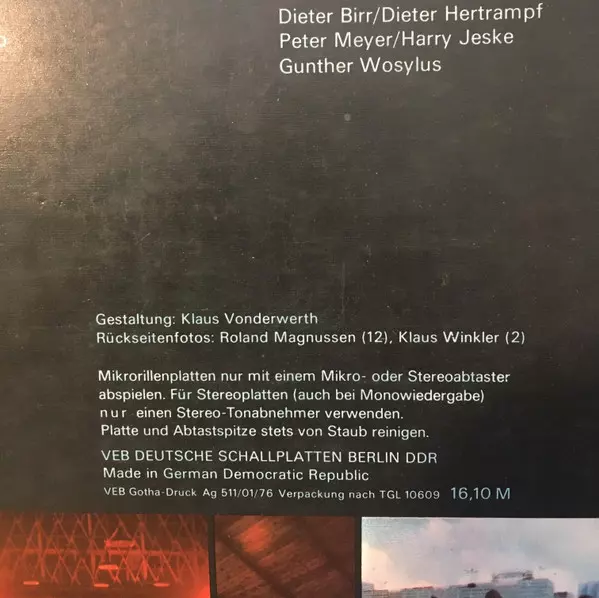 Dieter Birr/Dieter Hertrampf
Peter Meyer/Harry Jeske
Gunther Wosylus
Gestaltung: Klaus Vonderwerth
Rückseitenfotos: Roland Magnussen (12), Klaus Winkler (2)
Mikrorillenplatten nur mit einem Mikro- oder Stereoabtaster
abspielen. Für Stereoplatten (auch bei Monowiedergabe)
nur einen Stereo-Tonabnehmer verwenden.
Platte und Abtastspitze stets von Staub reinigen.
VEB DEUTSCHE SCHALLPLATTEN BERLIN DDR
Made in German Democratic Republic
VEB Gotha-Druck Ag 511/01/76 Verpackung nach TGL 10609 16,10 M